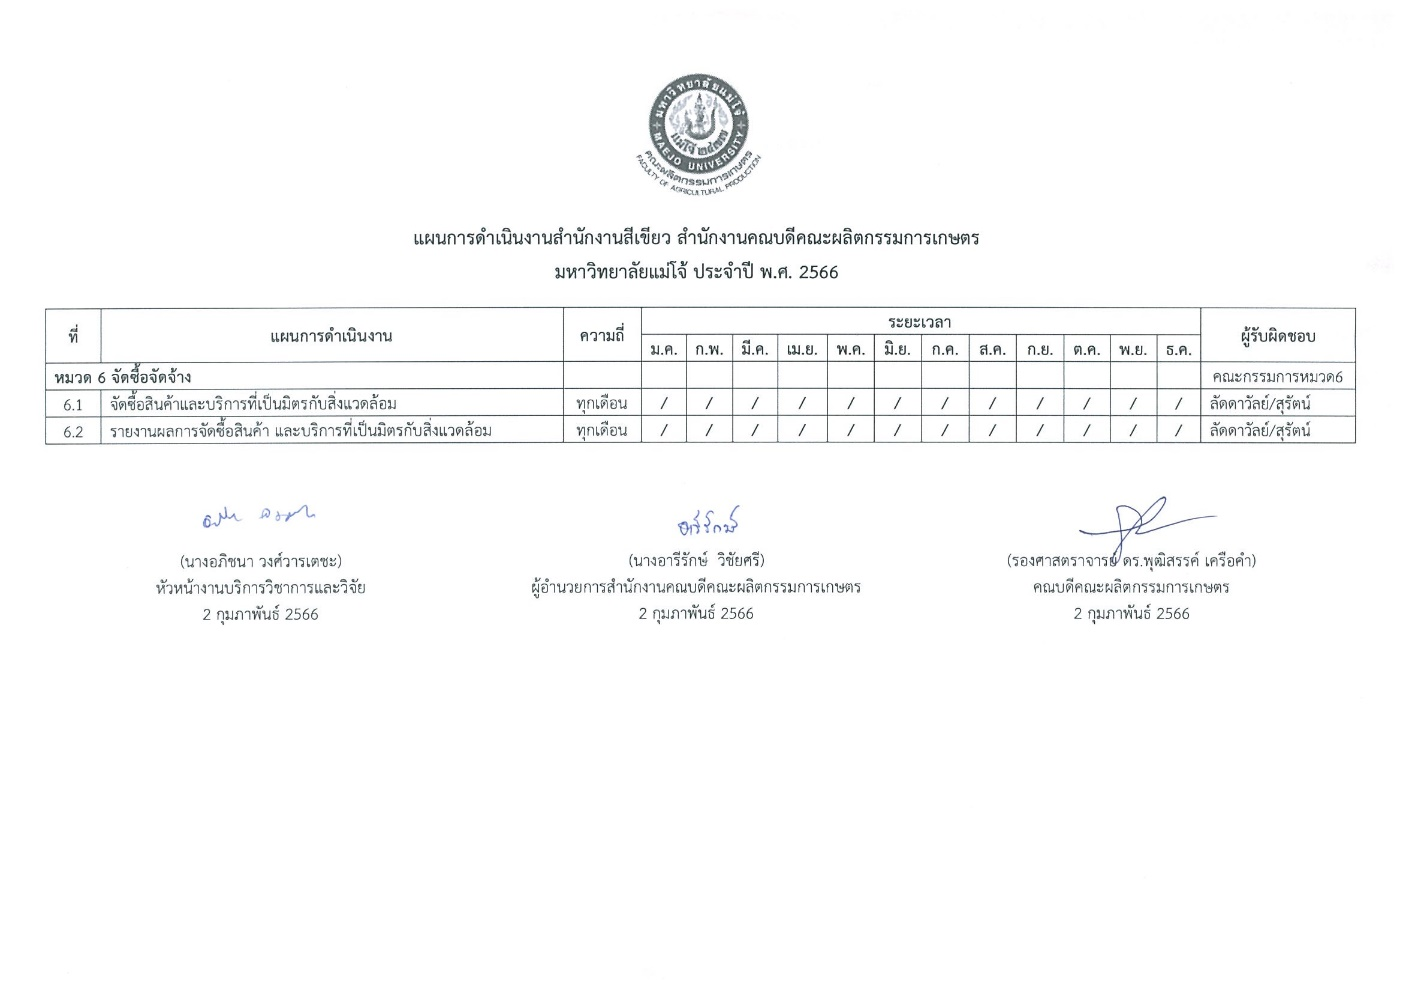 มหาวิทยาลัยแม่โจ้
แม่โจ้ ๒๔๗๗
MAEJO UNIVERSITY
คณะผลิตกรรมการเกษตร
FACULTY OF AGRICULTURAL PRODUCTION
แผนการดำเนินงานสำนักงานสีเขียว สำนักงานคณบดีคณะผลิตกรรมการเกษตร
มหาวิทยาลัยแม่โจ้ ประจำปี พ.ศ. 2566
ที่ แผนการดำเนินงาน ความถี่ ระยะเวลา ผู้รับผิดชอบ
ม.ค. ก.พ. มี.ค. เม.ย. พ.ค. มิ.ย. ก.ค. ส.ค. ก.ย. ต.ค. พ.ย. ธ.ค.
หมวด 6 จัดซื้อจัดจ้าง คณะกรรมการหมวด6
6.1 จัดซื้อสินค้าและบริการที่เป็นมิตรกับสิ่งแวดล้อม ทุกเดือน / / / / / / / / / / / / ลัดดาวัลย์/สุรัตน์
6.2 รายงานผลการจัดซื้อสินค้า และบริการที่เป็นมิตรกับสิ่งแวดล้อม ทุกเดือน / / / / / / / / / / / / ลัดดาวัลย์/สุรัตน์
อารีรักษ์
(นางอภิชนา วงศ์วารเตชะ) (นางอารีรักษ์ วิชัยศรี) (รองศาสตราจารย์ ดร.พุฒิสรรค์ เครือคำ)
หัวหน้างานบริการวิชาการและวิจัย ผู้อำนวยการสำนักงานคณบดีคณะผลิตกรรมการเกษตร คณบดีคณะผลิตกรรมการเกษตร
2 กุมภาพันธ์ 2566 2 กุมภาพันธ์ 2566 2 กุมภาพันธ์ 2566